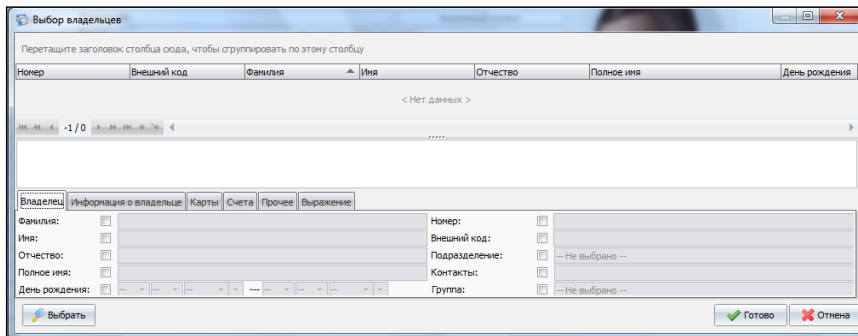 Выбор владельцев
Перетащите заголовок столбца сюда, чтобы сгруппировать по этому столбцу
Номер Внешний код Фамилия Имя Отчество Полное имя День рождения
< Нет данных >
-1 / 0
Владелец Информация о владельце Карты Счета Прочее Выражение
Фамилия: Номер:
Имя: Внешний код:
Отчество: Подразделение: -- Не выбрано --
Полное имя: Контакты:
День рождения: -- -- -- --- -- -- -- Группа: -- Не выбрано --
Выбрать Готово Отмена